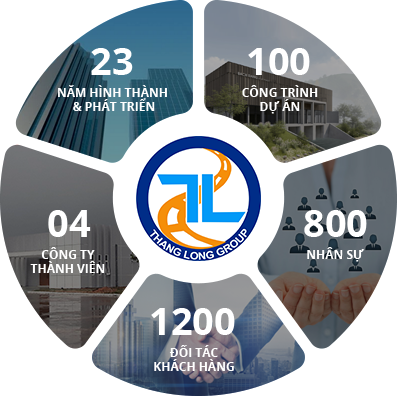 23
NĂM HÌNH THÀNH
& PHÁT TRIỂN
100
CÔNG TRÌNH
DỰ ÁN
04
CÔNG TY
THÀNH VIÊN
TL
THANG LONG GROUP
800
NHÂN SỰ
1200
ĐỐI TÁC
KHÁCH HÀNG